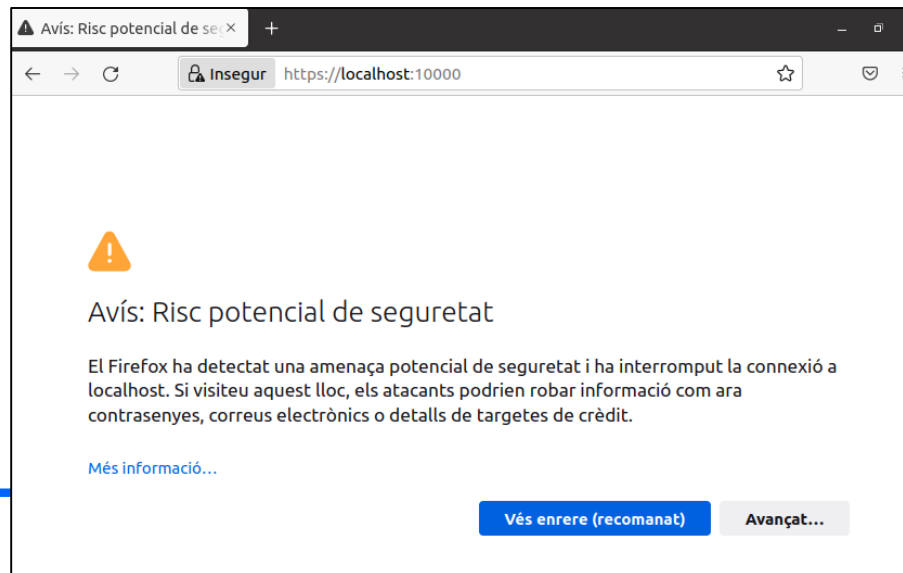 Avís: Risc potencial de seg
Insegur https://localhost:10000
Avís: Risc potencial de seguretat
El Firefox ha detectat una amenaça potencial de seguretat i ha interromput la connexió a
localhost. Si visiteu aquest lloc, els atacants podrien robar informació com ara
contrasenyes, correus electrònics o detalls de targetes de crèdit.
Més informació…
Vés enrere (recomanat) Avançat…